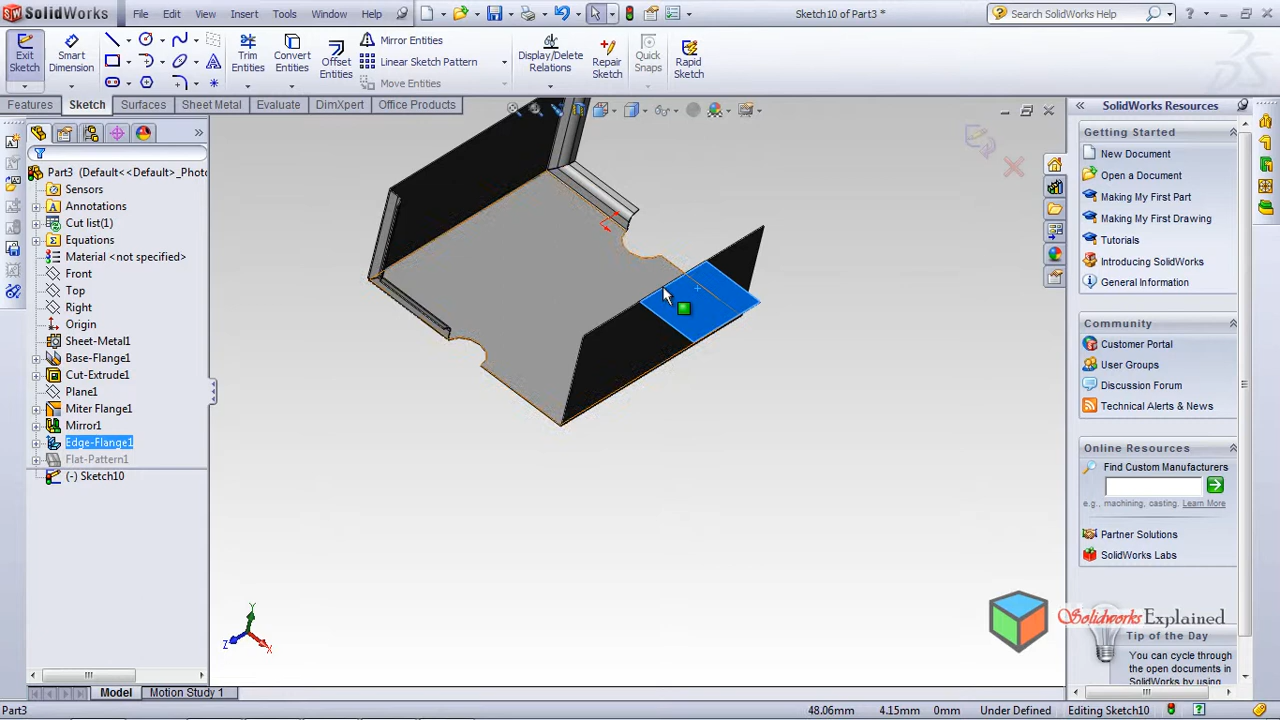 SolidWorks
File Edit View Insert Tools Window Help
Sketch10 of Part3 *
Search SolidWorks Help
Exit Sketch
Smart Dimension
Trim Entities
Convert Entities
Offset Entities
Mirror Entities
Linear Sketch Pattern
Move Entities
Display/Delete Relations
Repair Sketch
Quick Snaps
Rapid Sketch
Features Sketch Surfaces Sheet Metal Evaluate DimXpert Office Products
Part3 (Default<<Default>_Photo
Sensors
Annotations
Cut list(1)
Equations
Material <not specified>
Front
Top
Right
Origin
Sheet-Metal1
Base-Flange1
Cut-Extrude1
Plane1
Miter Flange1
Mirror1
Edge-Flange1
Flat-Pattern1
(-) Sketch10
Y
Z
X
SolidWorks Resources
Getting Started
New Document
Open a Document
Making My First Part
Making My First Drawing
Tutorials
Introducing SolidWorks
General Information
Community
Customer Portal
User Groups
Discussion Forum
Technical Alerts & News
Online Resources
Find Custom Manufacturers
(machining, casting. Learn More
Partner Solutions
SolidWorks Labs
Solidworks Explained
Tip of the Day
You can cycle through
the open documents in
SolidWorks by using
Model Motion Study 1
Part3
48.06mm 4.15mm 0mm Under Defined Editing Sketch10